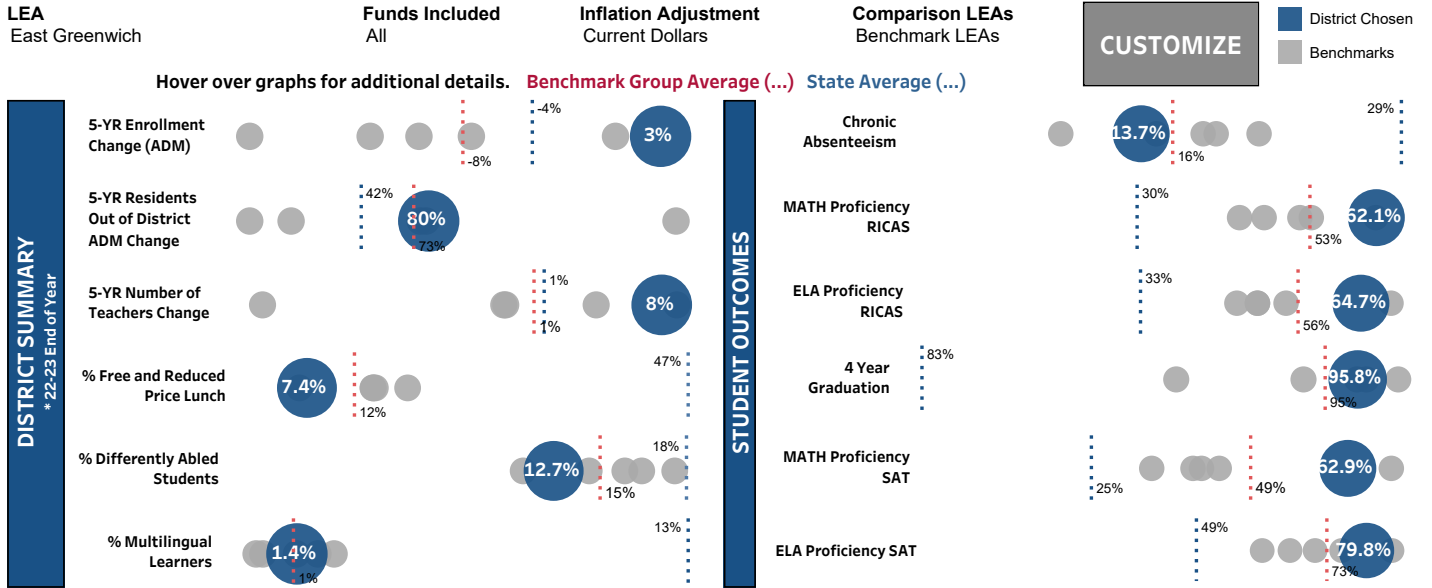 LEA
East Greenwich
Funds Included
All
Inflation Adjustment
Current Dollars
Comparison LEAs
Benchmark LEAs
CUSTOMIZE
District Chosen
Benchmarks
Hover over graphs for additional details. Benchmark Group Average (...) State Average (...)
DISTRICT SUMMARY
* 22-23 End of Year
5-YR Enrollment
Change (ADM)
-4%
3%
-8%
5-YR Residents
Out of District
ADM Change
42%
80%
73%
5-YR Number of
Teachers Change
1%
8%
1%
% Free and Reduced
Price Lunch
47%
7.4%
12%
% Differently Abled
Students
18%
12.7%
15%
% Multilingual
Learners
13%
1.4%
1%
STUDENT OUTCOMES
Chronic
Absenteeism
29%
13.7%
16%
MATH Proficiency
RICAS
30%
62.1%
53%
ELA Proficiency
RICAS
33%
64.7%
56%
4 Year
Graduation
83%
95.8%
95%
MATH Proficiency
SAT
62.9%
25%
49%
ELA Proficiency SAT
49%
79.8%
73%